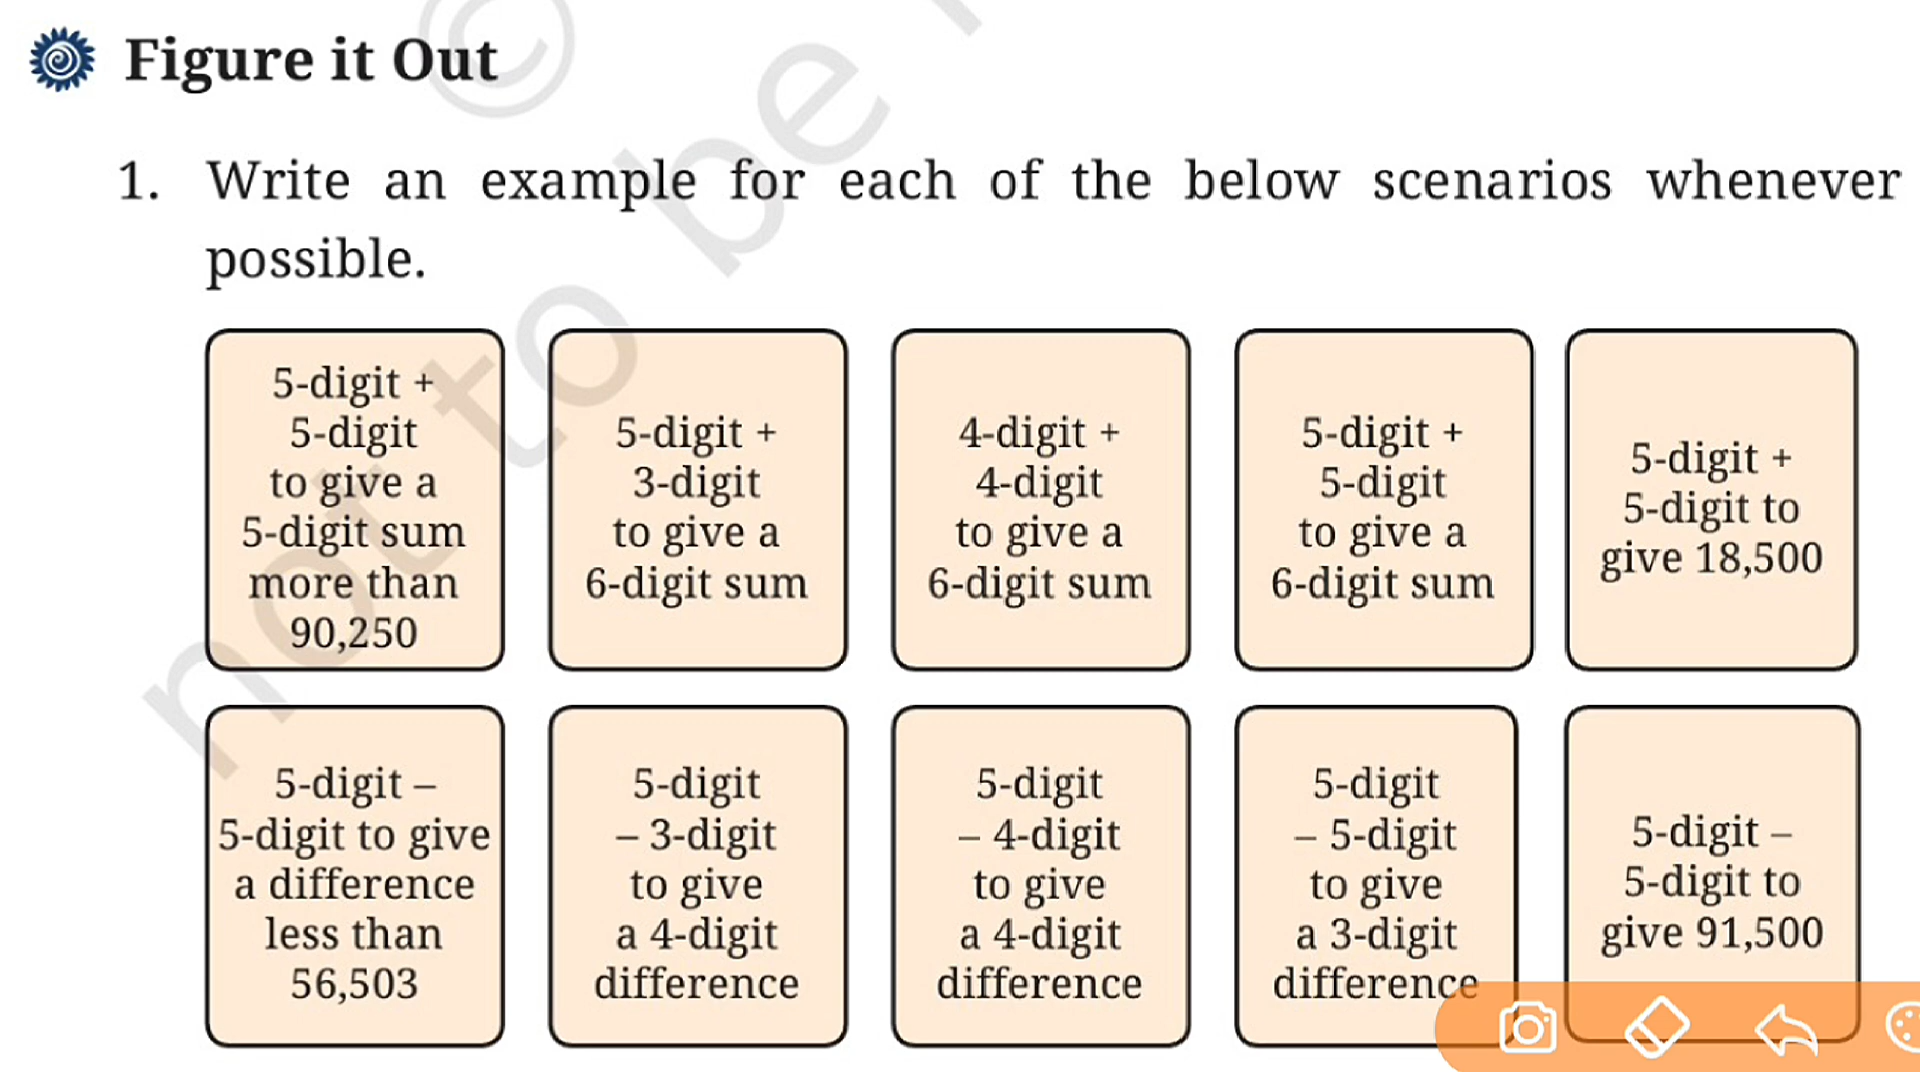 Figure it Out
1. Write an example for each of the below scenarios whenever
possible.
5-digit +
5-digit
to give a
5-digit sum
more than
90,250
5-digit +
3-digit
to give a
6-digit sum
4-digit +
4-digit
to give a
6-digit sum
5-digit +
5-digit
to give a
6-digit sum
5-digit +
5-digit to
give 18,500
5-digit –
5-digit to give
a difference
less than
56,503
5-digit
– 3-digit
to give
a 4-digit
difference
5-digit
– 4-digit
to give
a 4-digit
difference
5-digit
– 5-digit
to give
a 3-digit
difference
5-digit –
5-digit to
give 91,500
©
not to be r